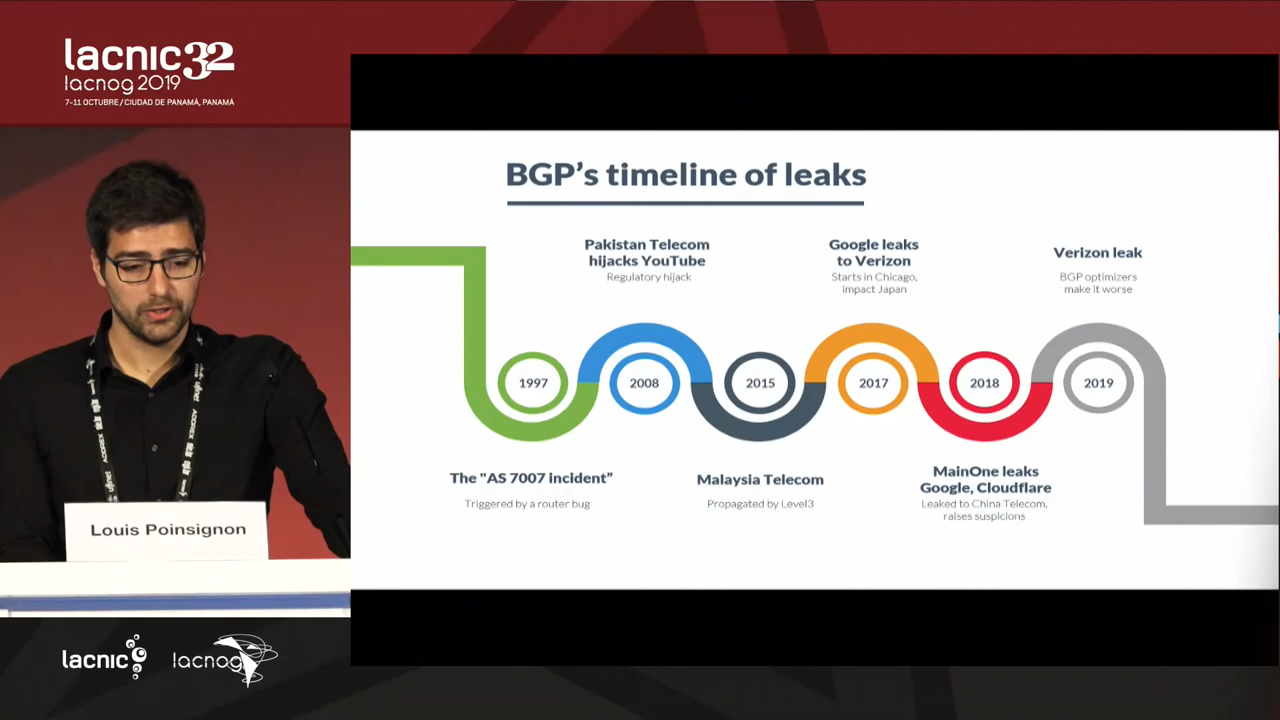 lacnic 32
lacnog 2019
7-11 OCTUBRE / CIUDAD DE PANAMÁ, PANAMÁ
BGP's timeline of leaks
Pakistan Telecom
hijacks YouTube
Regulatory hijack
Google leaks
to Verizon
Starts in Chicago,
impact Japan
Verizon leak
BGP optimizers
make it worse
1997
2008
2015
2017
2018
2019
The "AS 7007 incident”
Triggered by a router bug
Malaysia Telecom
Propagated by Level3
MainOne leaks
Google, Cloudflare
Leaked to China Telecom,
raises suspicions
Louis Poinsignon
lacnic
lacnog